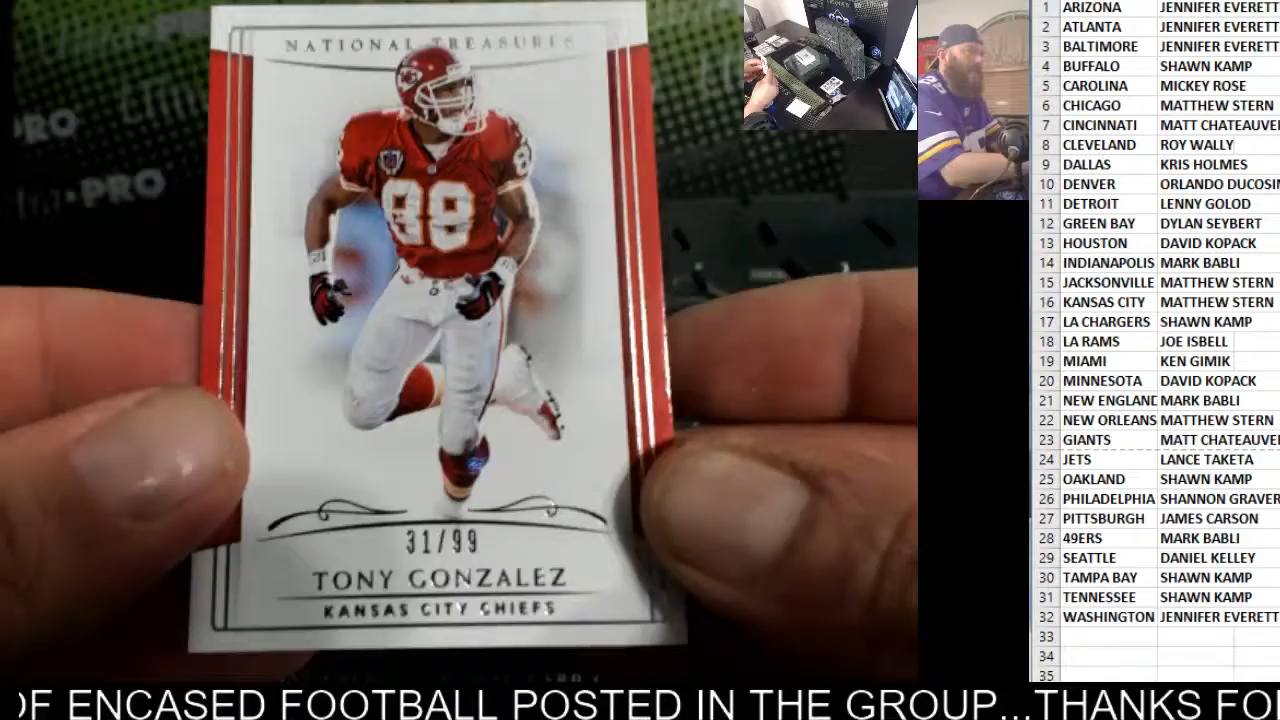 NATIONAL TREASURES
88
31/99
TONY GONZALEZ
KANSAS CITY CHIEFS
1 ARIZONA JENNIFER EVERETT
2 ATLANTA JENNIFER EVERETT
3 BALTIMORE JENNIFER EVERETT
4 BUFFALO SHAWN KAMP
5 CAROLINA MICKEY ROSE
6 CHICAGO MATTHEW STERN
7 CINCINNATI MATT CHATEAUVE
8 CLEVELAND ROY WALLY
9 DALLAS KRIS HOLMES
10 DENVER ORLANDO DUCOSIN
11 DETROIT LENNY GOLOD
12 GREEN BAY DYLAN SEYBERT
13 HOUSTON DAVID KOPACK
14 INDIANAPOLIS MARK BABLI
15 JACKSONVILLE MATTHEW STERN
16 KANSAS CITY MATTHEW STERN
17 LA CHARGERS SHAWN KAMP
18 LA RAMS JOE ISBELL
19 MIAMI KEN GIMIK
20 MINNESOTA DAVID KOPACK
21 NEW ENGLAND MARK BABLI
22 NEW ORLEANS MATTHEW STERN
23 GIANTS MATT CHATEAUVE
24 JETS LANCE TAKETA
25 OAKLAND SHAWN KAMP
26 PHILADELPHIA SHANNON GRAVER
27 PITTSBURGH JAMES CARSON
28 49ERS MARK BABLI
29 SEATTLE DANIEL KELLEY
30 TAMPA BAY SHAWN KAMP
31 TENNESSEE SHAWN KAMP
32 WASHINGTON JENNIFER EVERETT
33
34
35
OF ENCASED FOOTBALL POSTED IN THE GROUP...THANKS FO